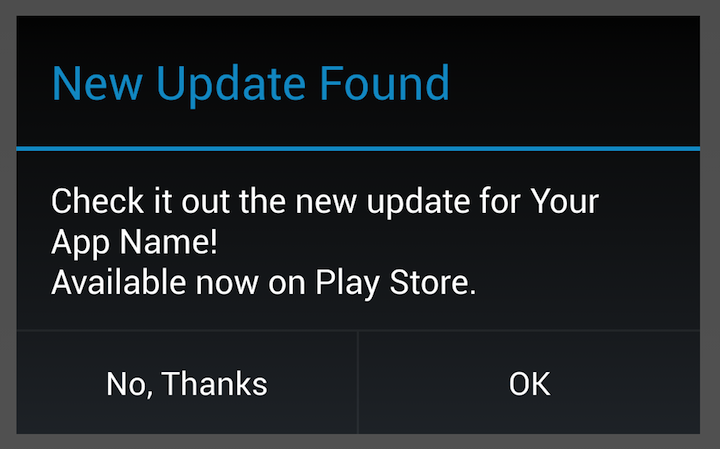 New Update Found
Check it out the new update for Your
App Name!
Available now on Play Store.
No, Thanks
OK